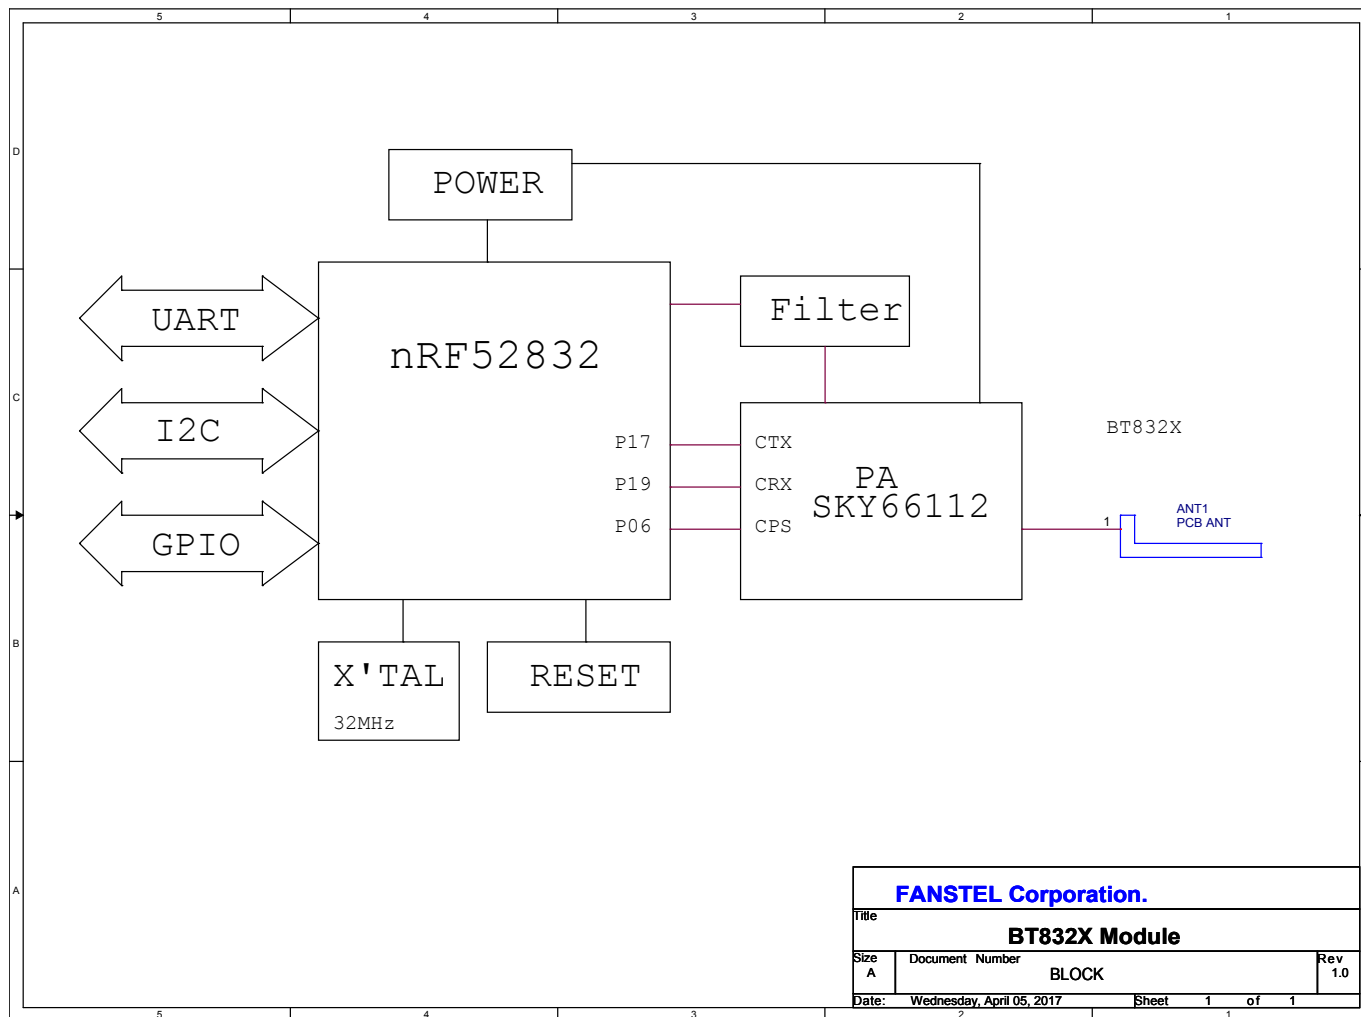 5 4 3 2 1
D
POWER
UART
Filter
nRF52832
C
I2C
BT832X
P17 CTX
PA
P19 CRX
SKY66112
P06 CPS
ANT1
PCB ANT
1
GPIO
B
X'TAL
32MHz
RESET
A
FANSTEL Corporation.
Title
BT832X Module
Size Document Number Rev
A BLOCK 1.0
Date: Wednesday, April 05, 2017 Sheet 1 of 1
5 4 3 2 1